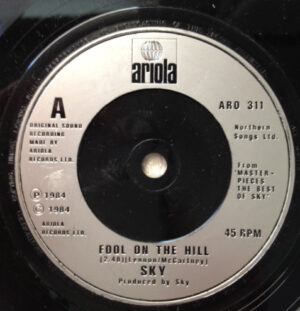 ariola
A
ARO 311
ORIGINAL SOUND
RECORDING
MADE BY
ARIOLA
RECORDS LTD.
Northern
Songs Ltd.
From
'MASTER-
PIECES
THE BEST
OF SKY'
Ⓟ 1984
© 1984
ARIOLA
RECORDS LTD.
45 RPM
FOOL ON THE HILL
(2.48)(Lennon/McCartney)
SKY
Produced by Sky